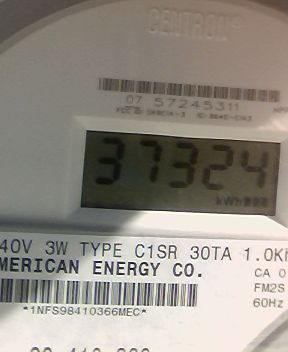 CENTRON
07 57245311
37324
kWh
40V 3W TYPE C1SR 30TA 1.0Kh
MERICAN ENERGY CO.
CA 0
FM2S
60Hz
*1NFS98410366MEC*